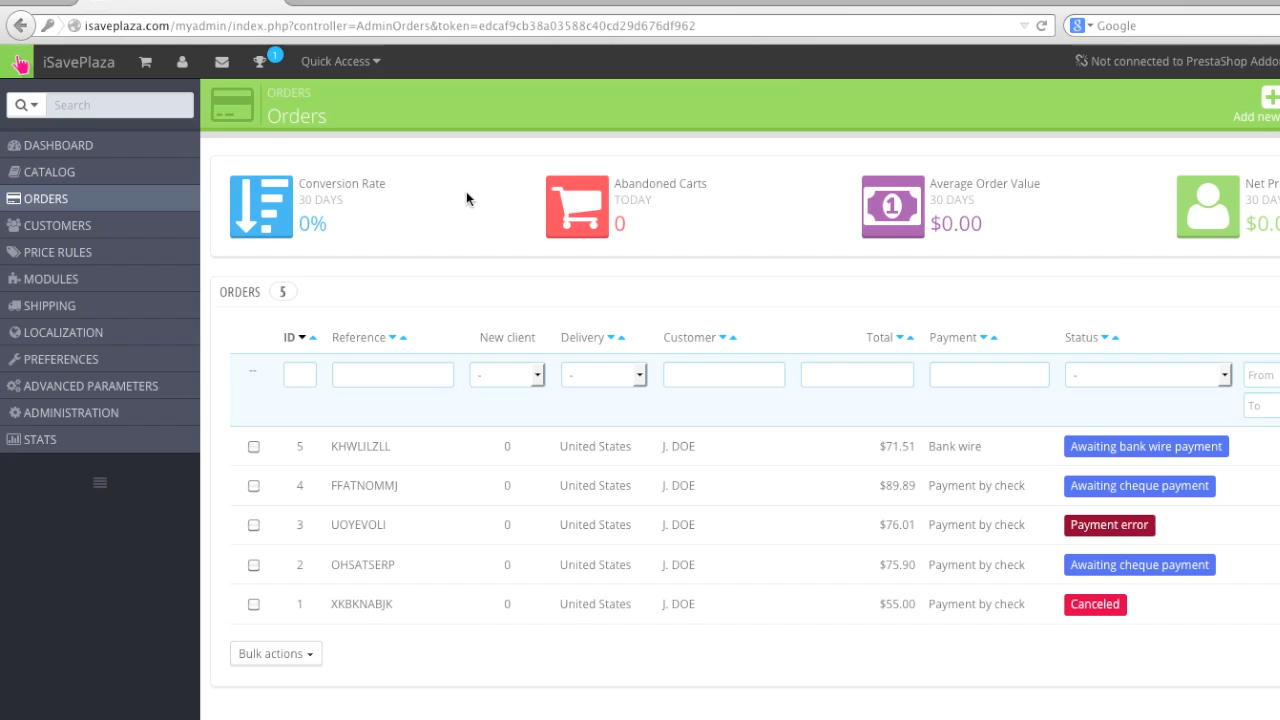 isaveplaza.com/myadmin/index.php?controller=AdminOrders&token=edcaf9cb38a03588c40cd29d676df962
Google
iSavePlaza
1
Quick Access
Not connected to PrestaShop Addo
Search
ORDERS
Orders
Add new
DASHBOARD
CATALOG
ORDERS
CUSTOMERS
PRICE RULES
MODULES
SHIPPING
LOCALIZATION
PREFERENCES
ADVANCED PARAMETERS
ADMINISTRATION
STATS
Conversion Rate
30 DAYS
0%
Abandoned Carts
TODAY
0
1
Average Order Value
30 DAYS
$0.00
Net Pr
30 DAY
$0.0
ORDERS 5
ID Reference New client Delivery Customer Total Payment Status
-- - - - From
To
5 KHWLILZLL 0 United States J. DOE $71.51 Bank wire Awaiting bank wire payment
4 FFATNOMMJ 0 United States J. DOE $89.89 Payment by check Awaiting cheque payment
3 UOYEVOLI 0 United States J. DOE $76.01 Payment by check Payment error
2 OHSATSERP 0 United States J. DOE $75.90 Payment by check Awaiting cheque payment
1 XKBKNABJK 0 United States J. DOE $55.00 Payment by check Canceled
Bulk actions